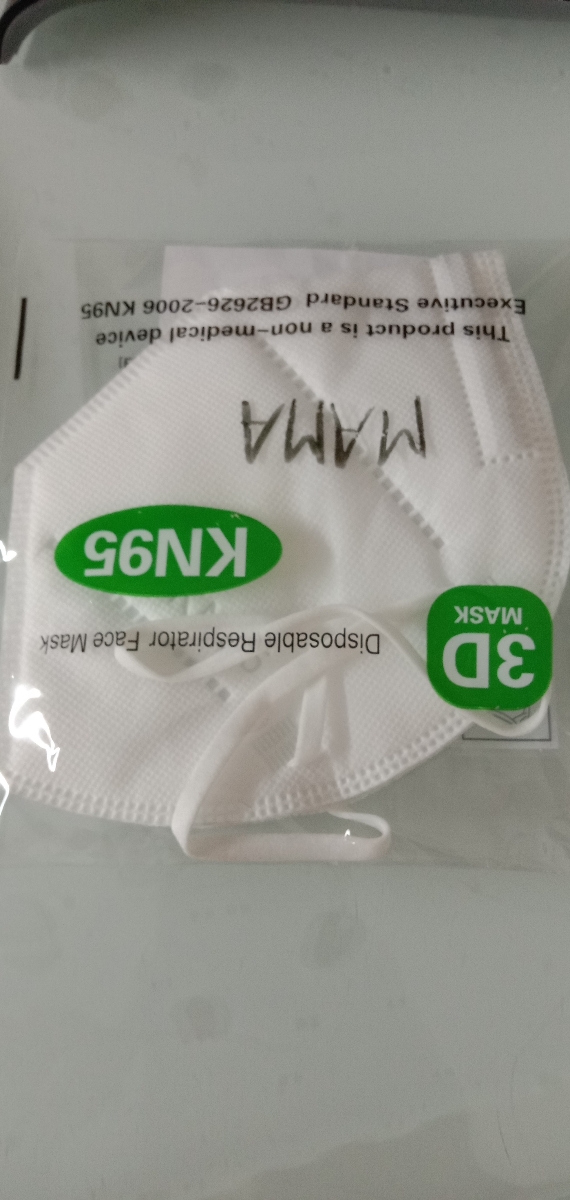 3D
MASK
Disposable Respirator Face Mask
KN95
MAMA
This product is a non-medical device
Executive Standard GB2626-2006 KN95